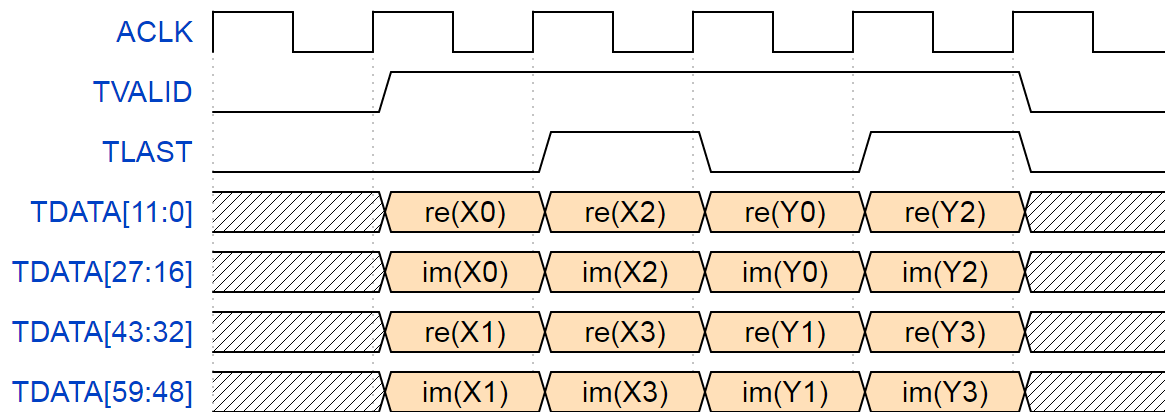 ACLK
TVALID
TLAST
TDATA[11:0] re(X0) re(X2) re(Y0) re(Y2)
TDATA[27:16] im(X0) im(X2) im(Y0) im(Y2)
TDATA[43:32] re(X1) re(X3) re(Y1) re(Y3)
TDATA[59:48] im(X1) im(X3) im(Y1) im(Y3)